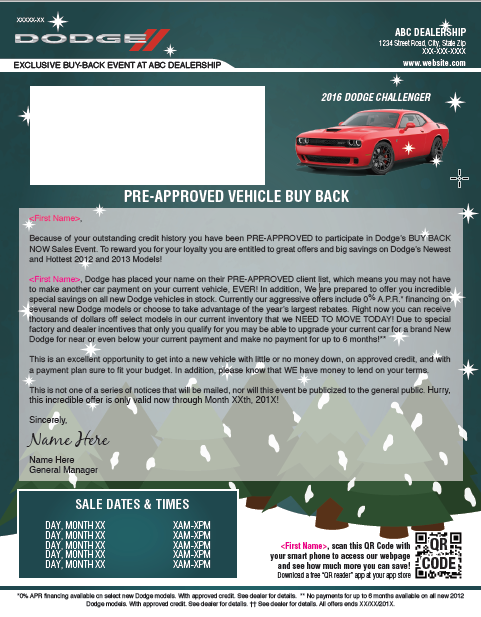 XXXXX-XX
DODGE
EXCLUSIVE BUY-BACK EVENT AT ABC DEALERSHIP
ABC DEALERSHIP
1234 Street Road, City, State Zip
XXX-XXX-XXXX
www.website.com
2016 DODGE CHALLENGER
PRE-APPROVED VEHICLE BUY BACK
<First Name>,
Because of your outstanding credit history you have been PRE-APPROVED to participate in Dodge's BUY BACK
NOW Sales Event. To reward you for your loyalty you are entitled to great offers and big savings on Dodge's Newest
and Hottest 2012 and 2013 Models!
<First Name>, Dodge has placed your name on their PRE-APPROVED client list, which means you may not have
to make another car payment on your current vehicle, EVER! In addition, We are prepared to offer you incredible
special savings on all new Dodge vehicles in stock. Currently our aggressive offers include 0% A.P.R.* financing on
several new Dodge models or choose to take advantage of the year's largest rebates. Right now you can receive
thousands of dollars off select models in our current inventory that we NEED TO MOVE TODAY! Due to special
factory and dealer incentives that only you qualify for you may be able to upgrade your current car for a brand New
Dodge for near or even below your current payment and make no payment for up to 6 months!**
This is an excellent opportunity to get into a new vehicle with little or no money down, on approved credit, and with
a payment plan sure to fit your budget. In addition, please know that WE have money to lend on your terms.
This is not one of a series of notices that will be mailed, nor will this event be publicized to the general public. Hurry,
this incredible offer is only valid now through Month XXth, 201X!
Sincerely,
Name Here
Name Here
General Manager
SALE DATES & TIMES
DAY, MONTH XX XAM-XPM
DAY, MONTH XX XAM-XPM
DAY, MONTH XX XAM-XPM
DAY, MONTH XX XAM-XPM
DAY, MONTH XX XAM-XPM
<First Name>, scan this QR Code with
your smart phone to access our webpage
and see how much more you can save!
Download a free "QR reader" app at your app store
QR
CODE
*0% APR financing available on select new Dodge models. With approved credit. See dealer for details. ** No payments for up to 6 months available on all new 2012
Dodge models. With approved credit. See dealer for details. †† See dealer for details. All offers ends XX/XX/201X.